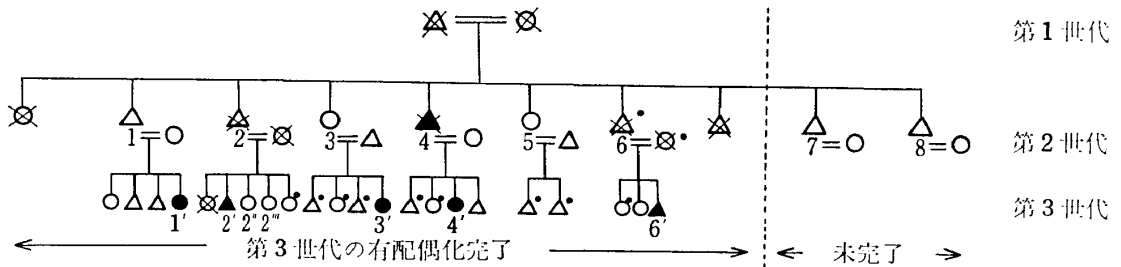 第1世代
1 2 3 4 5 6 7 8 第2世代
1' 2' 2'' 2''' 3' 4' 6' 第3世代
第3世代の有配偶化完了 未完了